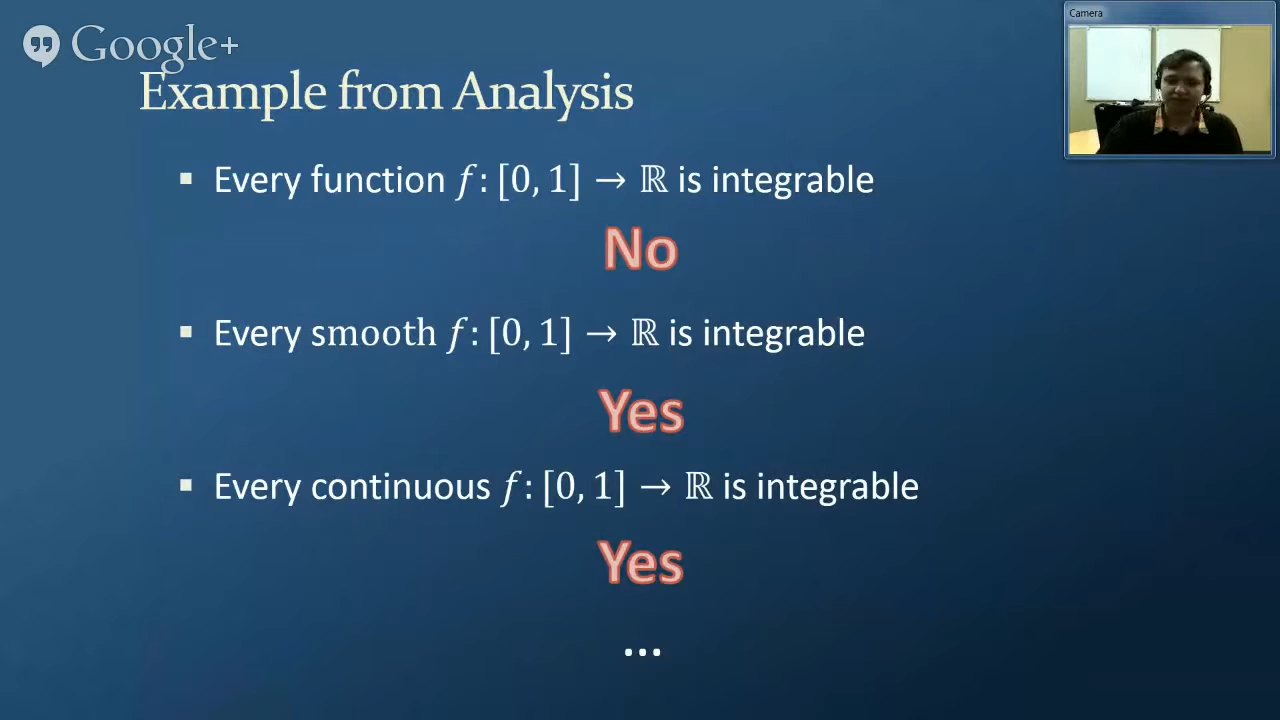 Google+
Camera
Example from Analysis
▪ Every function f: [0, 1] → ℝ is integrable
No
▪ Every smooth f: [0, 1] → ℝ is integrable
Yes
▪ Every continuous f: [0, 1] → ℝ is integrable
Yes
...